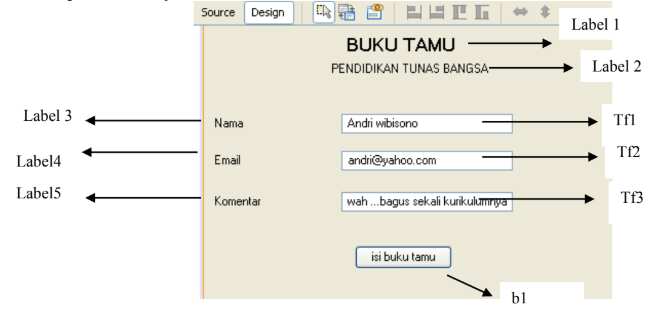 Source Design
Label 1
BUKU TAMU
PENDIDIKAN TUNAS BANGSA
Label 2
Label 3
Nama
Andri wibisono
Tf1
Label4
Email
andri@yahoo.com
Tf2
Label5
Komentar
wah ...bagus sekali kurikulumnya
Tf3
isi buku tamu
b1